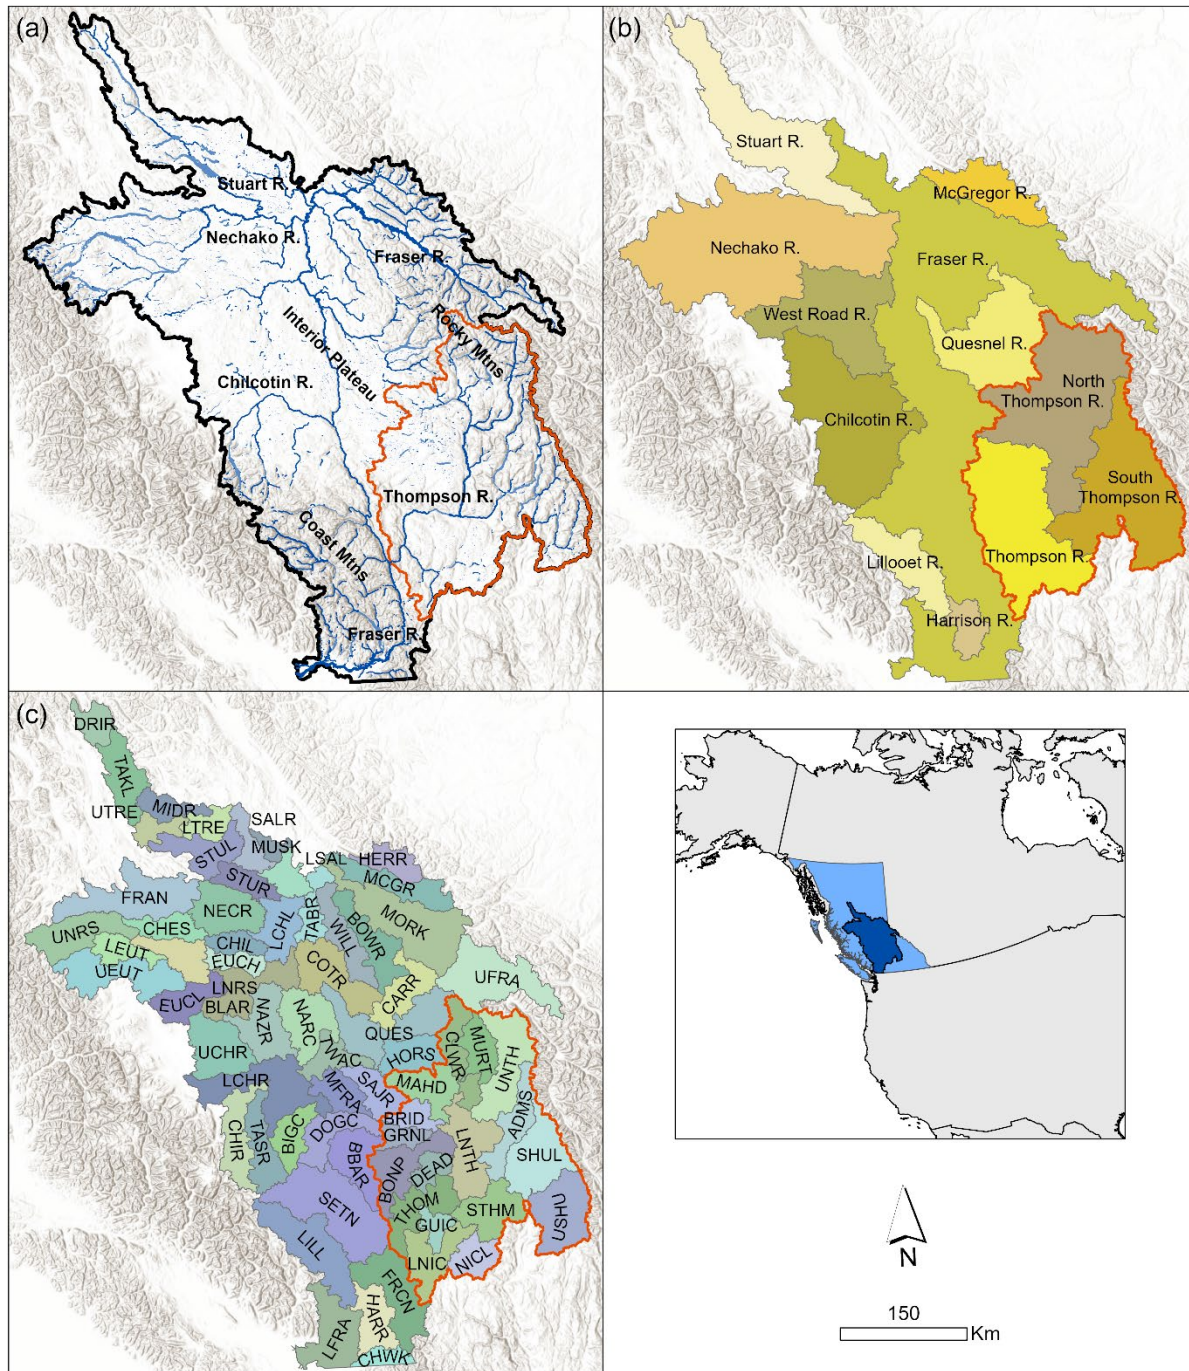 (a)
Stuart R.
Nechako R.
Fraser R.
Rocky Mtns
Interior Plateau
Chilcotin R.
Thompson R.
Coast Mtns
Fraser R.
(b)
Stuart R.
McGregor R.
Nechako R.
Fraser R.
West Road R.
Quesnel R.
North
Thompson R.
Chilcotin R.
South
Thompson R.
Lillooet R.
Thompson R.
Harrison R.
(c)
DRIR
TAKL
UTRE
MIDR
LTRE
SALR
STUL
MUSK
LSAL
HERR
STUR
MCGR
FRAN
NECR
LCHL
TABR
WILL
BOWR
MORK
UNRS
CHES
LEUT
CHIL
UEUT
EUCH
COTR
CARR
UFRA
EUCL
LNRS
BLAR
NAZR
NARC
TWAC
QUES
HORS
UCHR
CLWR
MURT
UNTH
LCHR
MFRA
SAJR
MAHD
CHIR
TASR
BIGC
DOGC
BRID
GRNL
ADMS
BBAR
LNTH
BONP
DEAD
SHUL
SETN
THOM
GUIC
STHM
USHU
LILL
LNIC
NICL
FRCN
HARR
LFRA
CHWK
N
150
Km